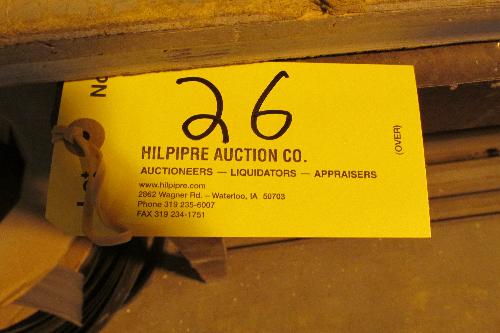 No
26
HILPIPRE AUCTION CO.
AUCTIONEERS — LIQUIDATORS — APPRAISERS
www.hilpipre.com
2862 Wagner Rd. – Waterloo, IA 50703
Phone 319 235-6007
FAX 319 234-1751
(OVER)